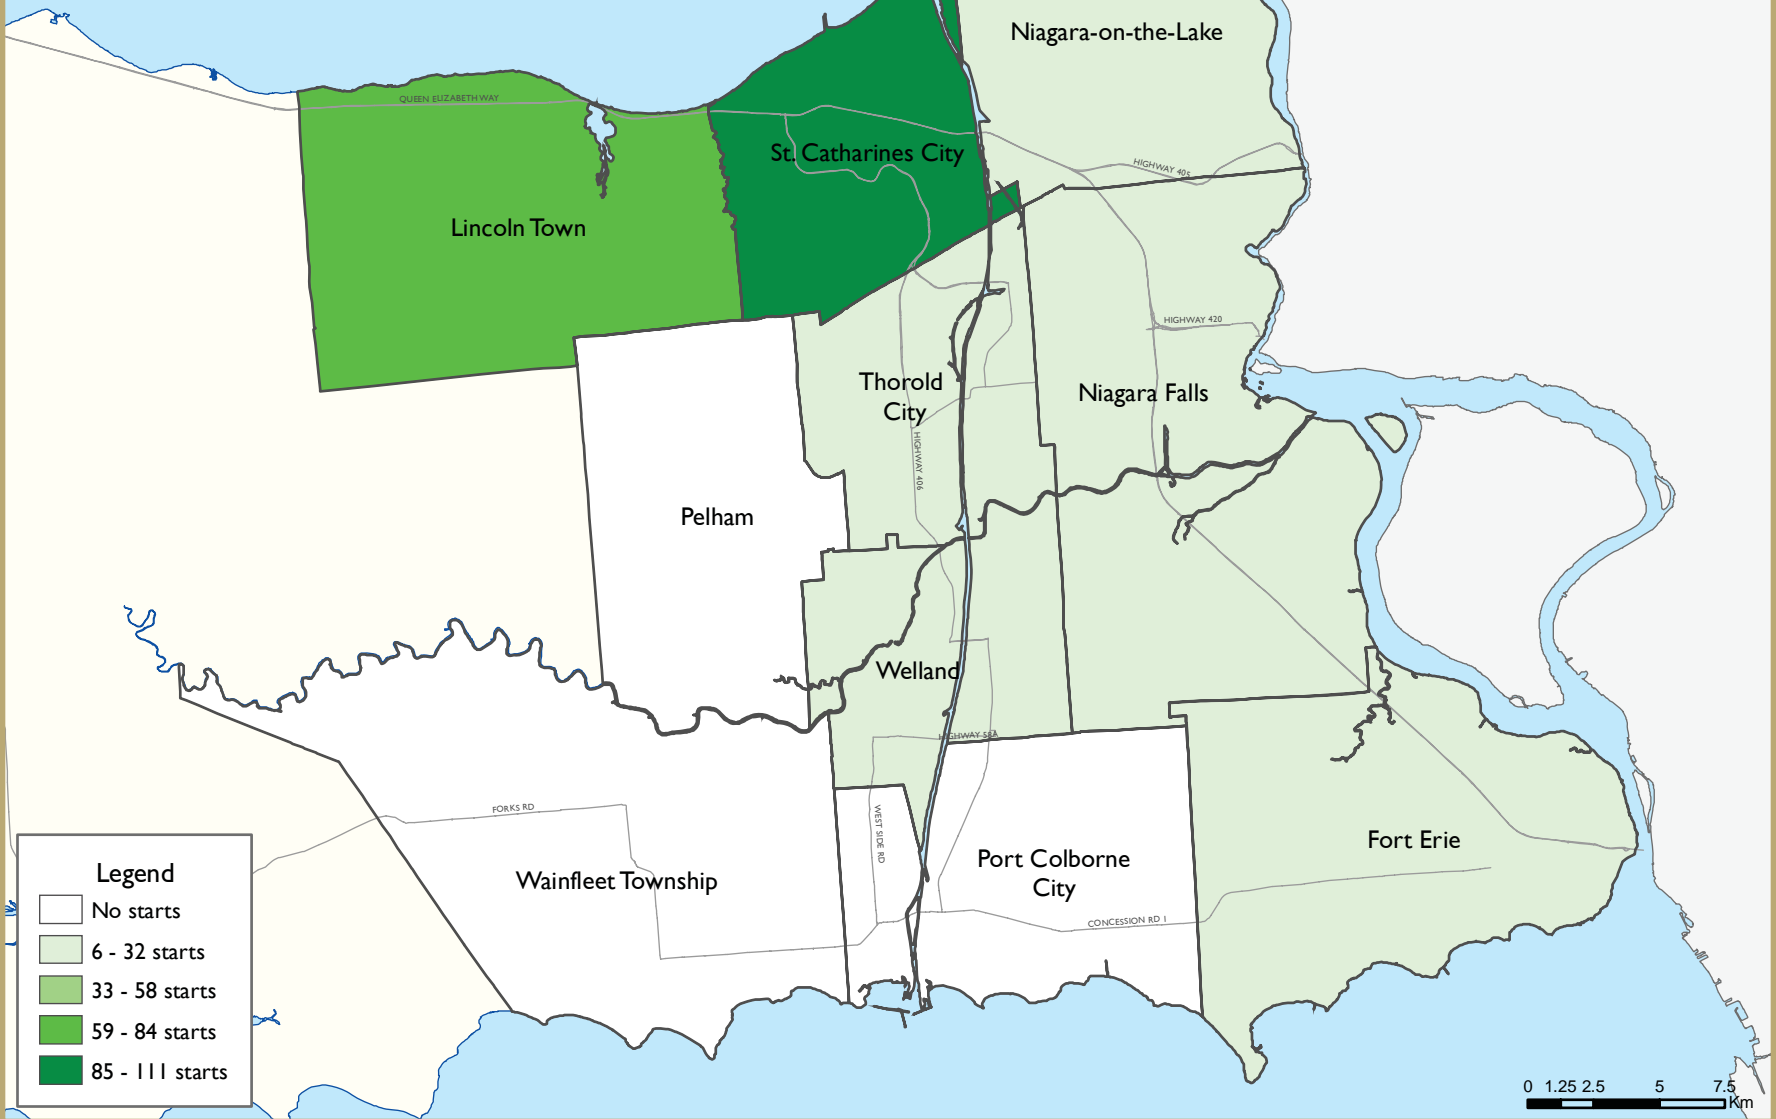 Niagara-on-the-Lake
QUEEN ELIZABETH WAY
St. Catharines City
HIGHWAY 405
Lincoln Town
HIGHWAY 420
Thorold
City
Niagara Falls
HIGHWAY 406
Pelham
Welland
HIGHWAY 58A
FORKS RD
WEST SIDE RD
Fort Erie
Port Colborne
City
Wainfleet Township
CONCESSION RD 1
Legend
No starts
6 - 32 starts
33 - 58 starts
59 - 84 starts
85 - 111 starts
0 1.25 2.5 5 7.5
Km